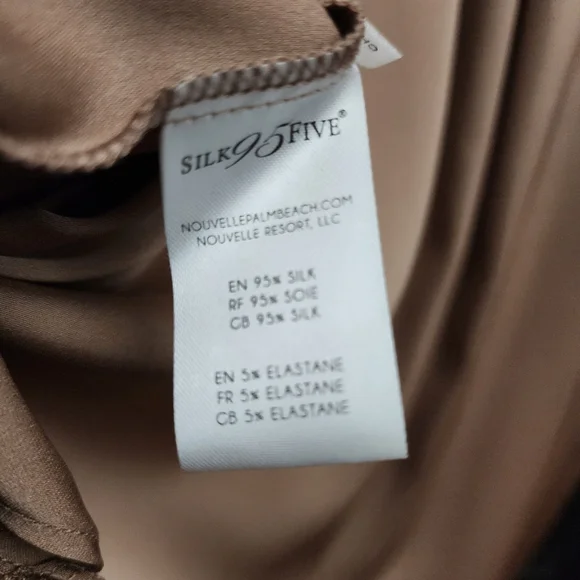 SILK95FIVE®
NOUVELLEPALMBEACH.COM
NOUVELLE RESORT, LLC
EN 95% SILK
RF 95% SOIE
GB 95% SILK
EN 5% ELASTANE
FR 5% ELASTANE
GB 5% ELASTANE